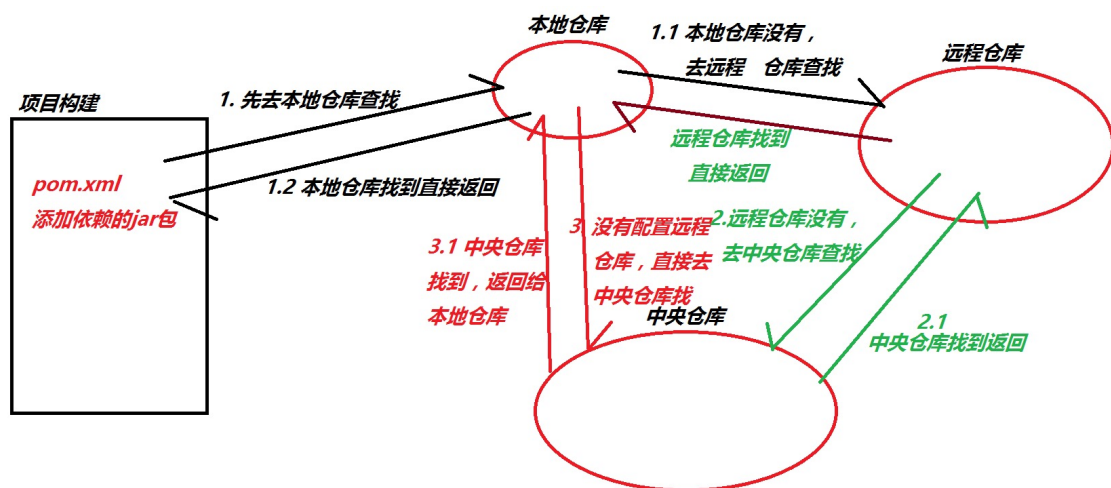 项目构建
pom.xml
添加依赖的jar包
1. 先去本地仓库查找
1.2 本地仓库找到直接返回
本地仓库
1.1 本地仓库没有，
去远程 仓库查找
远程仓库
远程仓库找到
直接返回
3.1 中央仓库
找到，返回给
本地仓库
3. 没有配置远程
仓库，直接去
中央仓库找
2.远程仓库没有，
去中央仓库查找
2.1
中央仓库找到返回
中央仓库